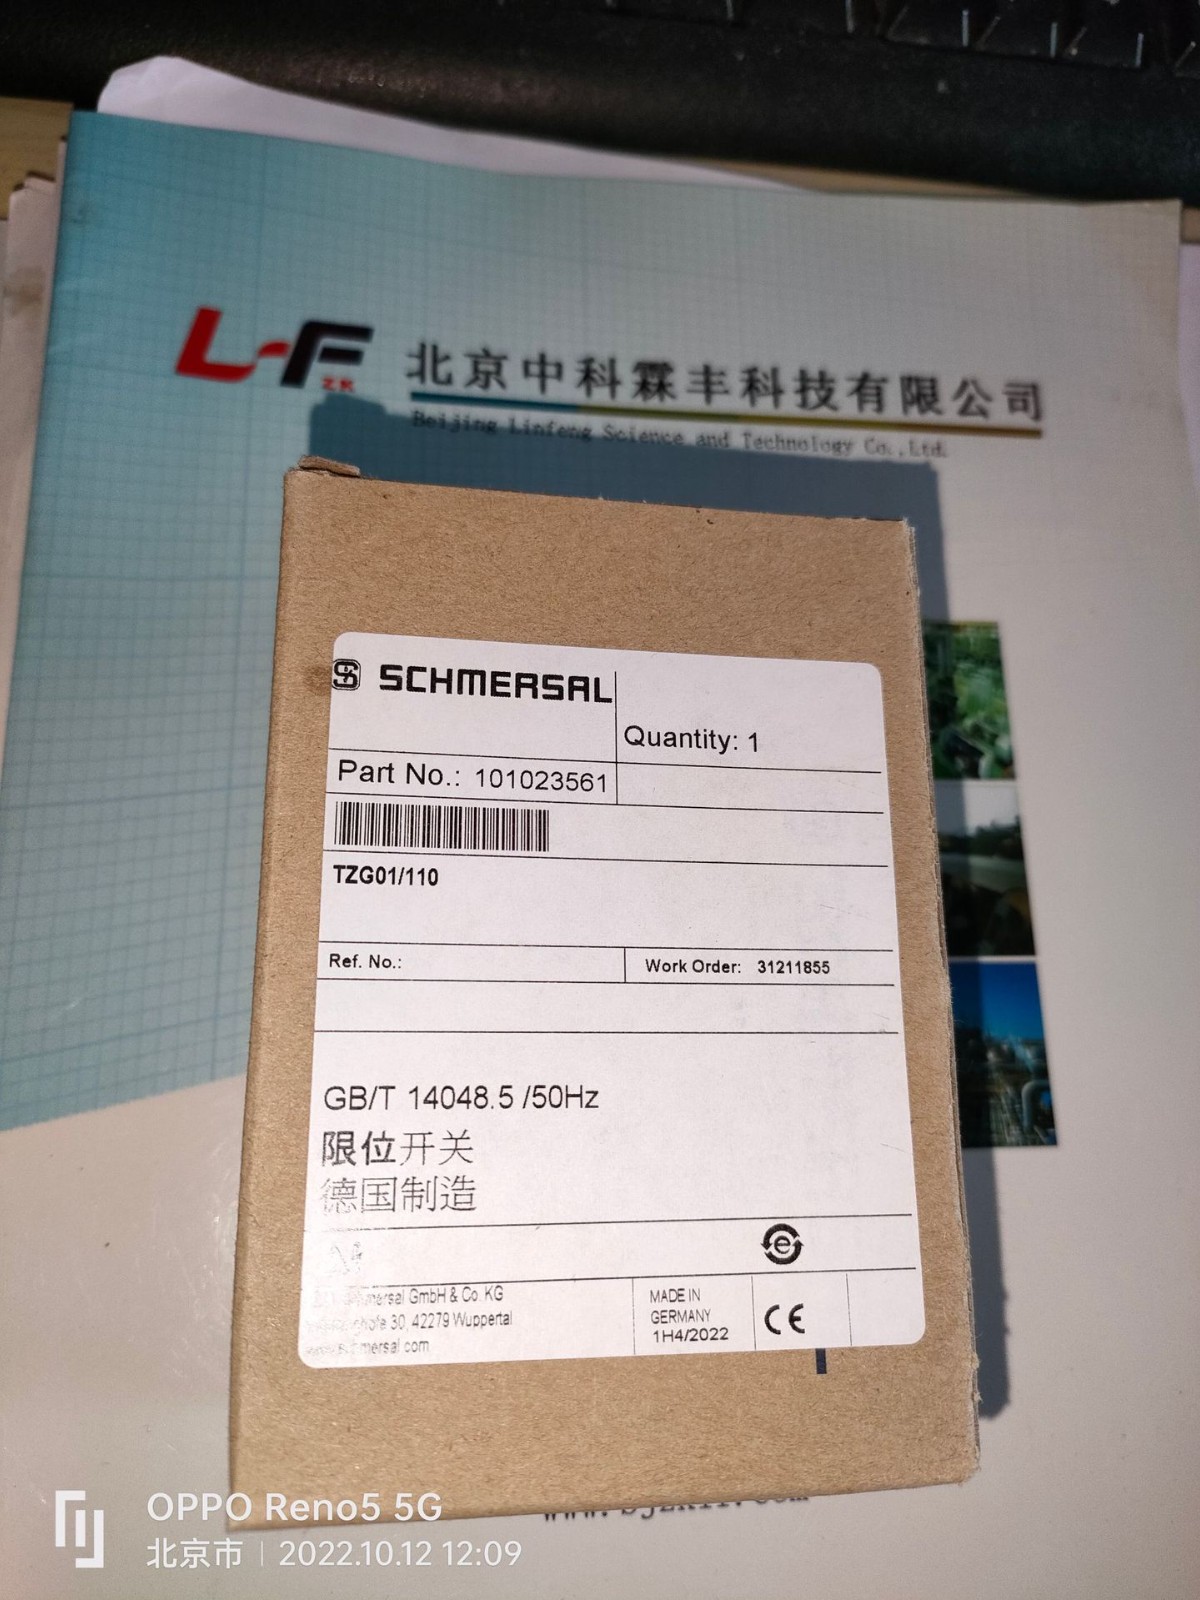 L-F
ZK
北京中科霖丰科技有限公司
Beijing Linfeng Science and Technology Co.,Ltd.
SCHMERSAL
Quantity: 1
Part No.: 101023561
TZG01/110
Ref. No.:
Work Order: 31211855
GB/T 14048.5 /50Hz
限位开关
德国制造
e
GmbH & Co. KG
30, 42279 Wuppertal
MADE IN
GERMANY
1H4/2022
CE
OPPO Reno5 5G
北京市 | 2022.10.12 12:09